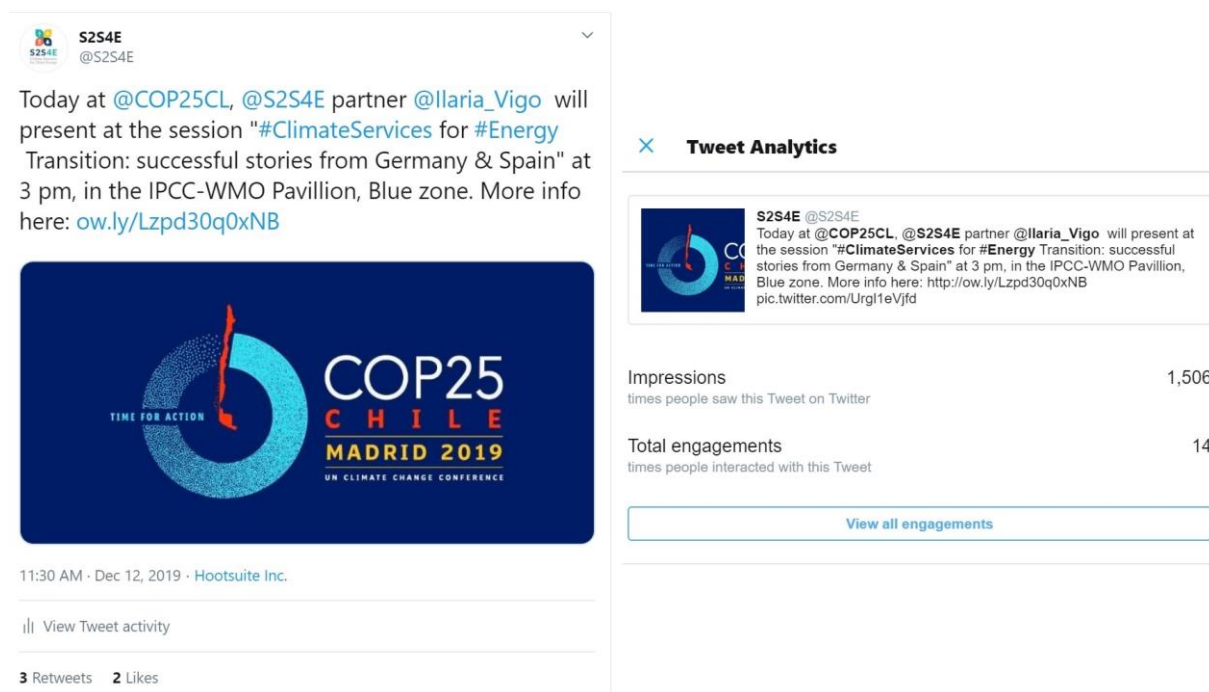 S2S4E
S2S4E
@S2S4E
Today at @COP25CL, @S2S4E partner @Ilaria_Vigo will
present at the session "#ClimateServices for #Energy
Transition: successful stories from Germany & Spain" at
3 pm, in the IPCC-WMO Pavillion, Blue zone. More info
here: ow.ly/Lzpd30q0xNB
TIME FOR ACTION
COP25
CHILE
MADRID 2019
UN CLIMATE CHANGE CONFERENCE
11:30 AM · Dec 12, 2019 · Hootsuite Inc.
View Tweet activity
3 Retweets 2 Likes
Tweet Analytics
S2S4E @S2S4E
Today at @COP25CL, @S2S4E partner @Ilaria_Vigo will present at
the session "#ClimateServices for #Energy Transition: successful
stories from Germany & Spain" at 3 pm, in the IPCC-WMO Pavillion,
Blue zone. More info here: http://ow.ly/Lzpd30q0xNB
pic.twitter.com/UrgI1eVjfd
Impressions 1,506
times people saw this Tweet on Twitter
Total engagements 14
times people interacted with this Tweet
View all engagements